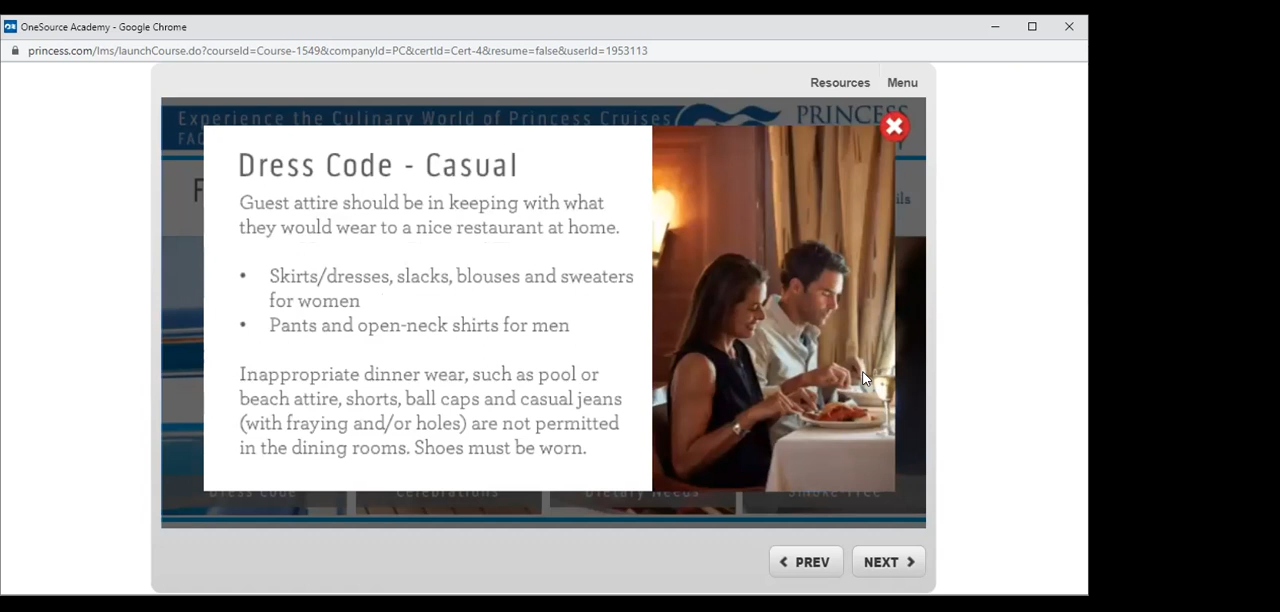 OneSource Academy - Google Chrome
princess.com/lms/launchCourse.do?courseId=Course-1549&companyId=PC&certId=Cert-4&resume=false&userId=1953113
Resources Menu
Experience the Culinary World of Princess Cruises
Dress Code - Casual
Guest attire should be in keeping with what
they would wear to a nice restaurant at home.
• Skirts/dresses, slacks, blouses and sweaters
for women
• Pants and open-neck shirts for men
Inappropriate dinner wear, such as pool or
beach attire, shorts, ball caps and casual jeans
(with fraying and/or holes) are not permitted
in the dining rooms. Shoes must be worn.
Dress Code Celebrations Dietary Needs Smoke-Free
PREV NEXT